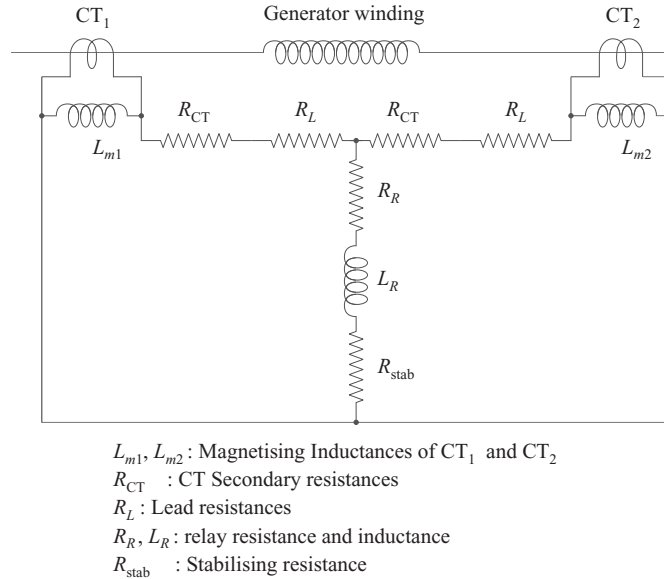 CT1 Generator winding CT2
RCT RL RCT RL
Lm1 Lm2
RR
LR
Rstab
Lm1, Lm2 : Magnetising Inductances of CT1 and CT2
RCT : CT Secondary resistances
RL : Lead resistances
RR, LR : relay resistance and inductance
Rstab : Stabilising resistance